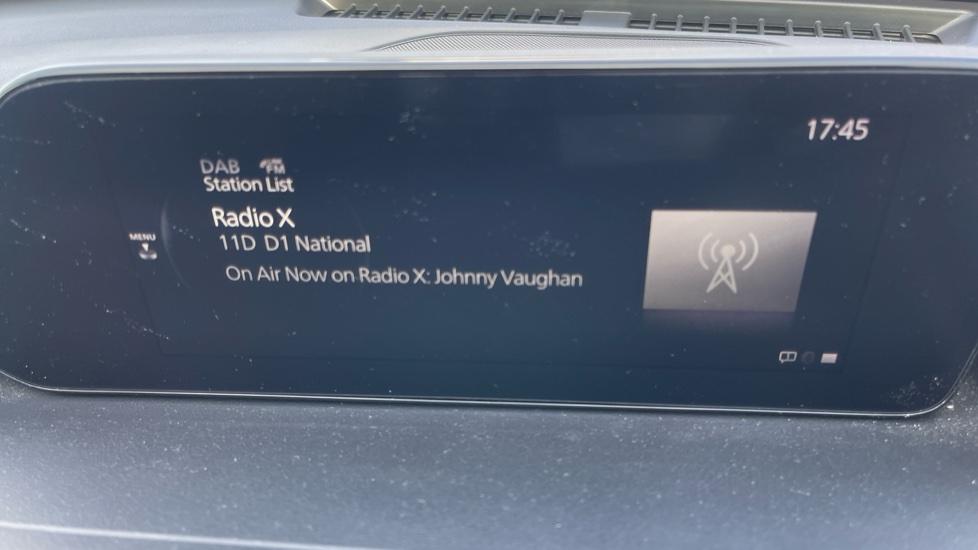 17:45
DAB FM
Station List
Radio X
MENU
11D D1 National
On Air Now on Radio X: Johnny Vaughan